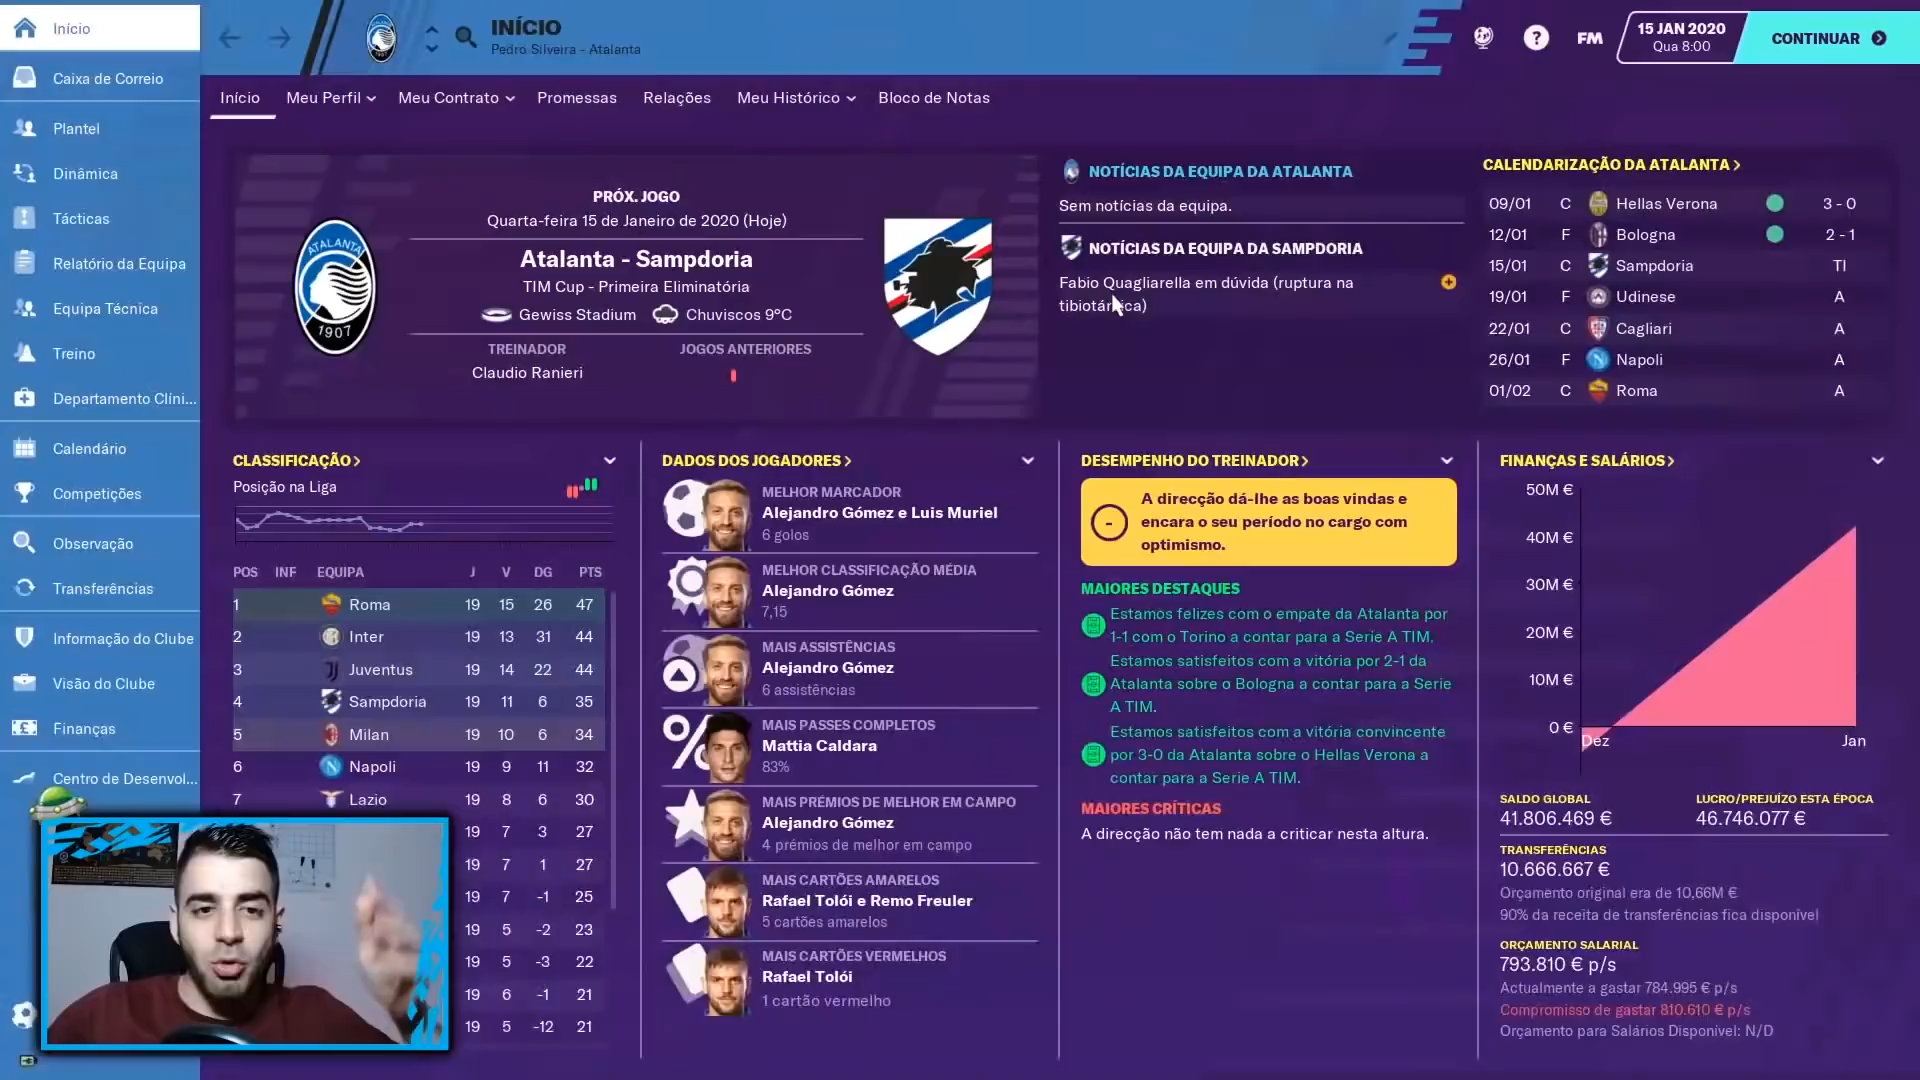 Início
Caixa de Correio
Plantel
Dinâmica
Tácticas
Relatório da Equipa
Equipa Técnica
Treino
Departamento Clíni...
Calendário
Competições
Observação
Transferências
Informação do Clube
Visão do Clube
Finanças
Centro de Desenvol...
INÍCIO
Pedro Silveira - Atalanta
?
FM
15 JAN 2020
Qua 8:00
CONTINUAR
Início
Meu Perfil
Meu Contrato
Promessas
Relações
Meu Histórico
Bloco de Notas
ATALANTA
1907
PRÓX. JOGO
Quarta-feira 15 de Janeiro de 2020 (Hoje)
Atalanta - Sampdoria
TIM Cup - Primeira Eliminatória
Gewiss Stadium Chuviscos 9°C
TREINADOR JOGOS ANTERIORES
Claudio Ranieri
NOTÍCIAS DA EQUIPA DA ATALANTA
Sem notícias da equipa.
NOTÍCIAS DA EQUIPA DA SAMPDORIA
Fabio Quagliarella em dúvida (ruptura na
CALENDARIZAÇÃO DA ATALANTA
09/01 C Hellas Verona 3 - 0
12/01 F Bologna 2 - 1
15/01 C Sampdoria TI
19/01 F Udinese A
22/01 C Cagliari A
26/01 F Napoli A
01/02 C Roma A
CLASSIFICAÇÃO
Posição na Liga
POS INF EQUIPA J V DG PTS
1 Roma 19 15 26 47
2 Inter 19 13 31 44
3 Juventus 19 14 22 44
4 Sampdoria 19 11 6 35
5 Milan 19 10 6 34
6 Napoli 19 9 11 32
7 Lazio 19 8 6 30
19 7 3 27
19 7 1 27
19 7 -1 25
19 5 -2 23
19 5 -3 22
19 6 -1 21
19 5 -12 21
DADOS DOS JOGADORES
MELHOR MARCADOR
Alejandro Gómez e Luis Muriel
6 golos
MELHOR CLASSIFICAÇÃO MÉDIA
Alejandro Gómez
7,15
MAIS ASSISTÊNCIAS
Alejandro Gómez
6 assistências
MAIS PASSES COMPLETOS
Mattia Caldara
83%
MAIS PRÉMIOS DE MELHOR EM CAMPO
Alejandro Gómez
4 prémios de melhor em campo
MAIS CARTÕES AMARELOS
Rafael Tolói e Remo Freuler
5 cartões amarelos
MAIS CARTÕES VERMELHOS
Rafael Tolói
1 cartão vermelho
DESEMPENHO DO TREINADOR
A direcção dá-lhe as boas vindas e
encara o seu período no cargo com
optimismo.
MAIORES DESTAQUES
Estamos felizes com o empate da Atalanta por
1-1 com o Torino a contar para a Serie A TIM.
Estamos satisfeitos com a vitória por 2-1 da
Atalanta sobre o Bologna a contar para a Serie
A TIM.
Estamos satisfeitos com a vitória convincente
por 3-0 da Atalanta sobre o Hellas Verona a
contar para a Serie A TIM.
MAIORES CRÍTICAS
A direcção não tem nada a criticar nesta altura.
FINANÇAS E SALÁRIOS
50M €
40M €
30M €
20M €
10M €
0 €
Dez Jan
SALDO GLOBAL
41.806.469 €
LUCRO/PREJUÍZO ESTA ÉPOCA
46.746.077 €
TRANSFERÊNCIAS
10.666.667 €
Orçamento original era de 10,66M €
90% da receita de transferências fica disponível
ORÇAMENTO SALARIAL
793.810 € p/s
Actualmente a gastar 784.995 € p/s
Compromisso de gastar 810.610 € p/s
Orçamento para Salários Disponível: N/D